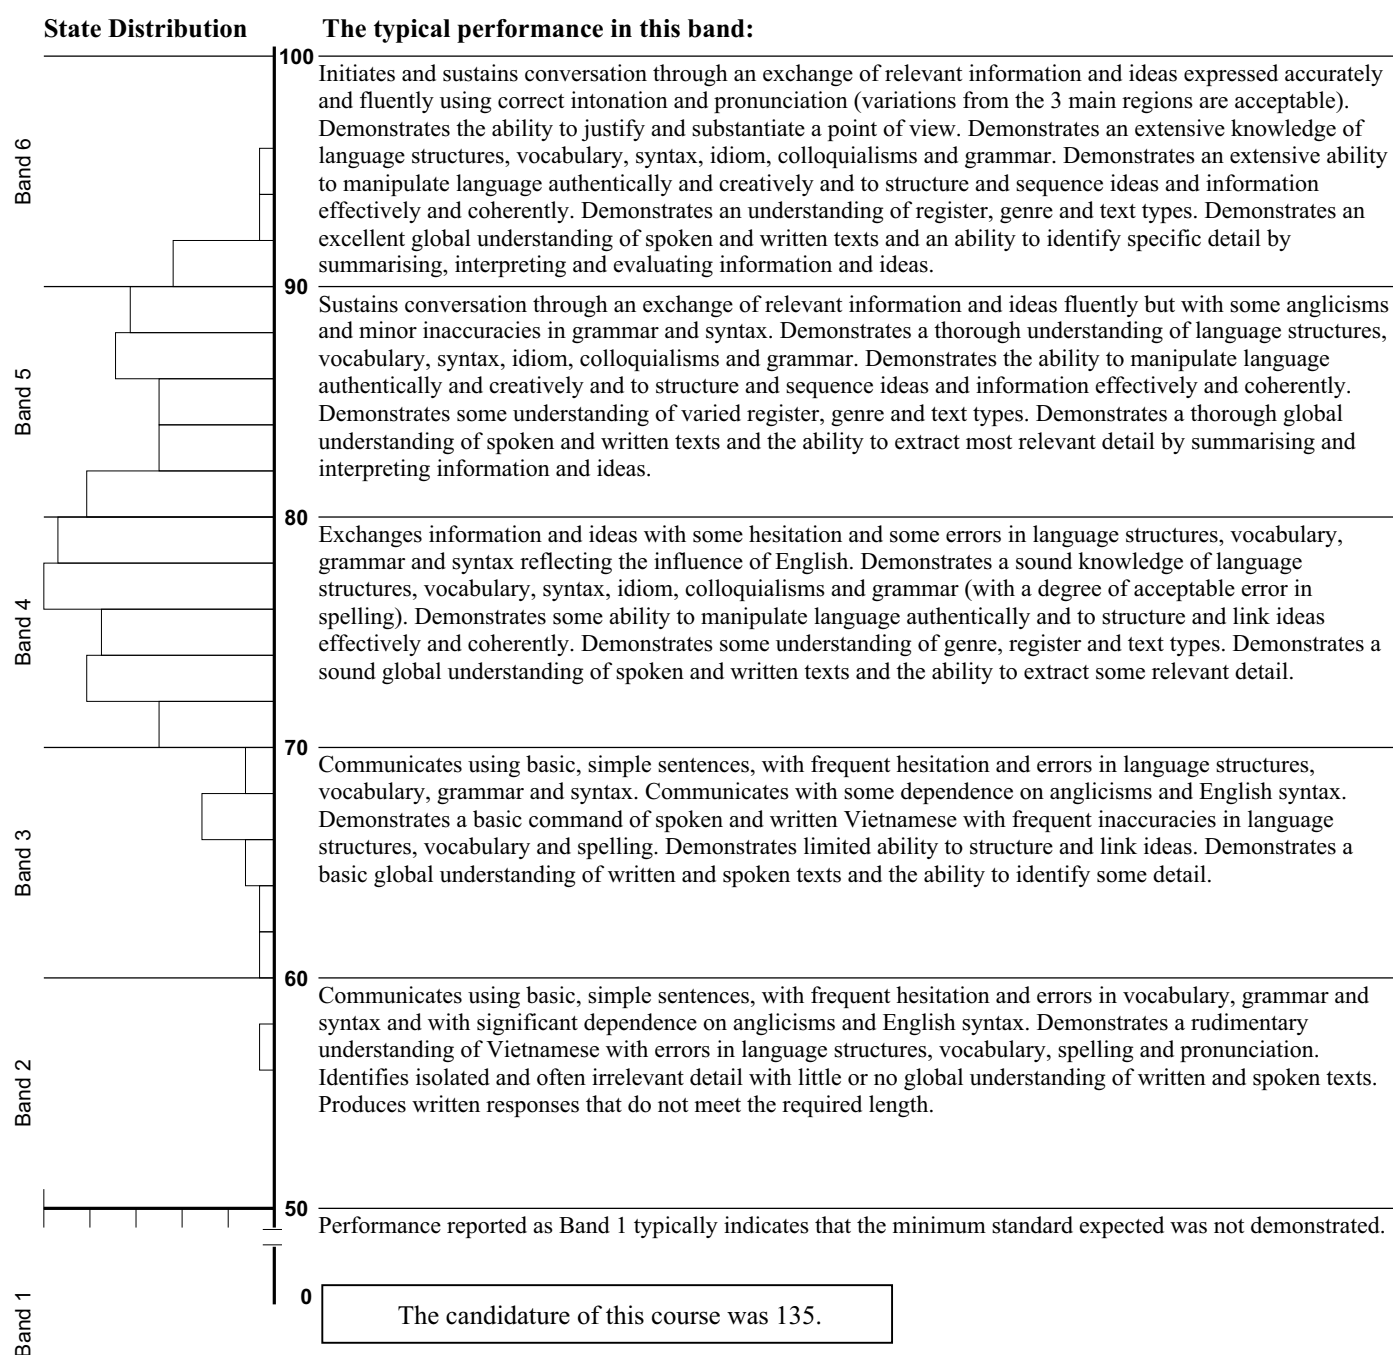 State Distribution
The typical performance in this band:
100
Band 6
Initiates and sustains conversation through an exchange of relevant information and ideas expressed accurately
and fluently using correct intonation and pronunciation (variations from the 3 main regions are acceptable).
Demonstrates the ability to justify and substantiate a point of view. Demonstrates an extensive knowledge of
language structures, vocabulary, syntax, idiom, colloquialisms and grammar. Demonstrates an extensive ability
to manipulate language authentically and creatively and to structure and sequence ideas and information
effectively and coherently. Demonstrates an understanding of register, genre and text types. Demonstrates an
excellent global understanding of spoken and written texts and an ability to identify specific detail by
summarising, interpreting and evaluating information and ideas.
90
Band 5
Sustains conversation through an exchange of relevant information and ideas fluently but with some anglicisms
and minor inaccuracies in grammar and syntax. Demonstrates a thorough understanding of language structures,
vocabulary, syntax, idiom, colloquialisms and grammar. Demonstrates the ability to manipulate language
authentically and creatively and to structure and sequence ideas and information effectively and coherently.
Demonstrates some understanding of varied register, genre and text types. Demonstrates a thorough global
understanding of spoken and written texts and the ability to extract most relevant detail by summarising and
interpreting information and ideas.
80
Band 4
Exchanges information and ideas with some hesitation and some errors in language structures, vocabulary,
grammar and syntax reflecting the influence of English. Demonstrates a sound knowledge of language
structures, vocabulary, syntax, idiom, colloquialisms and grammar (with a degree of acceptable error in
spelling). Demonstrates some ability to manipulate language authentically and to structure and link ideas
effectively and coherently. Demonstrates some understanding of genre, register and text types. Demonstrates a
sound global understanding of spoken and written texts and the ability to extract some relevant detail.
70
Band 3
Communicates using basic, simple sentences, with frequent hesitation and errors in language structures,
vocabulary, grammar and syntax. Communicates with some dependence on anglicisms and English syntax.
Demonstrates a basic command of spoken and written Vietnamese with frequent inaccuracies in language
structures, vocabulary and spelling. Demonstrates limited ability to structure and link ideas. Demonstrates a
basic global understanding of written and spoken texts and the ability to identify some detail.
60
Band 2
Communicates using basic, simple sentences, with frequent hesitation and errors in vocabulary, grammar and
syntax and with significant dependence on anglicisms and English syntax. Demonstrates a rudimentary
understanding of Vietnamese with errors in language structures, vocabulary, spelling and pronunciation.
Identifies isolated and often irrelevant detail with little or no global understanding of written and spoken texts.
Produces written responses that do not meet the required length.
50
Performance reported as Band 1 typically indicates that the minimum standard expected was not demonstrated.
0
Band 1
The candidature of this course was 135.